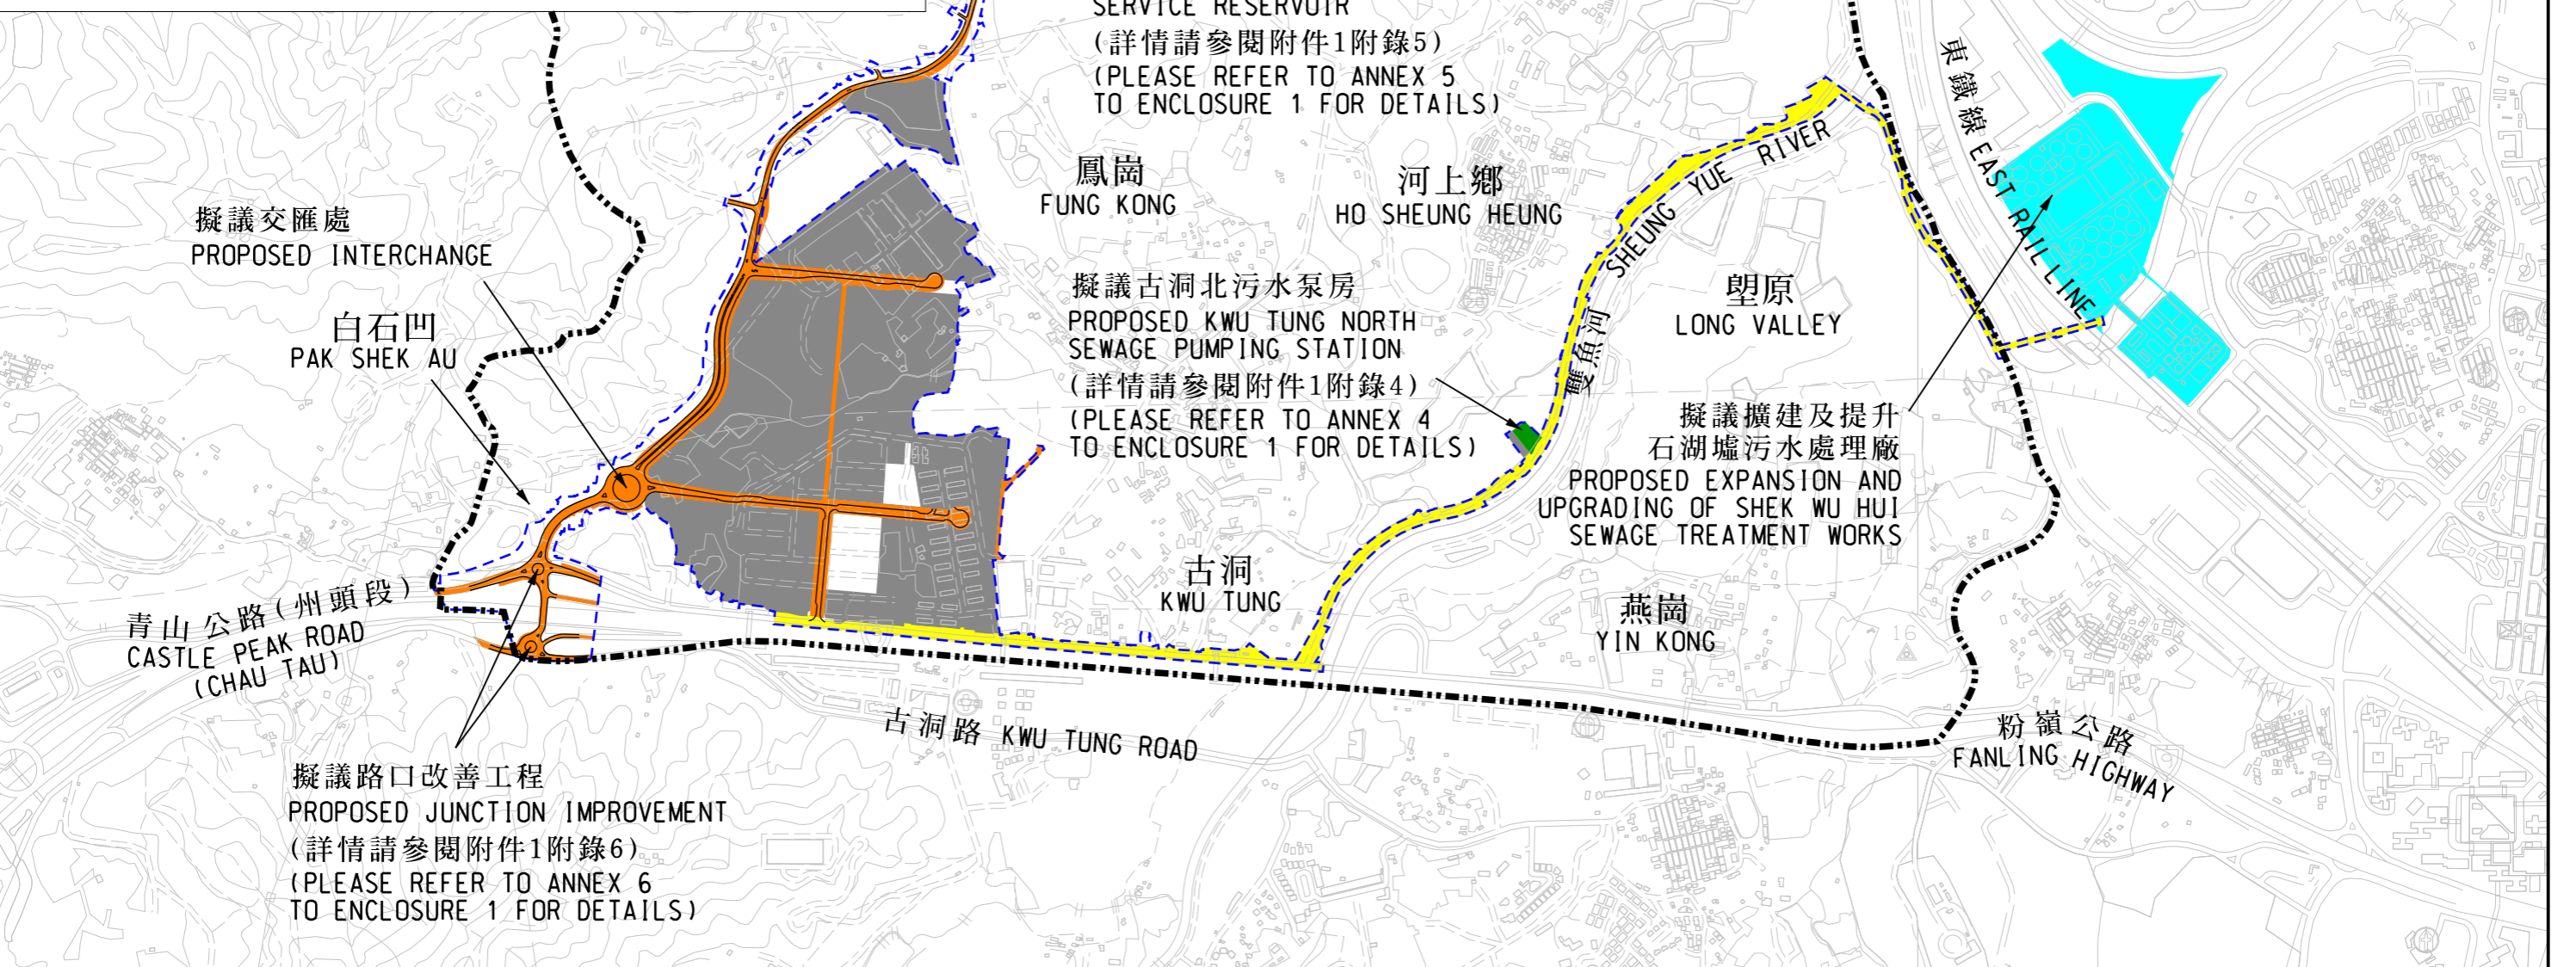 SERVICE RESERVOIR
(詳情請參閱附件1附錄5)
(PLEASE REFER TO ANNEX 5
TO ENCLOSURE 1 FOR DETAILS)
東鐵線 EAST RAIL LINE
鳳崗
FUNG KONG
河上鄉
HO SHEUNG HEUNG
雙魚河 SHEUNG YUE RIVER
擬議交匯處
PROPOSED INTERCHANGE
白石凹
PAK SHEK AU
擬議古洞北污水泵房
PROPOSED KWU TUNG NORTH
SEWAGE PUMPING STATION
(詳情請參閱附件1附錄4)
(PLEASE REFER TO ANNEX 4
TO ENCLOSURE 1 FOR DETAILS)
塱原
LONG VALLEY
擬議擴建及提升
石湖墟污水處理廠
PROPOSED EXPANSION AND
UPGRADING OF SHEK WU HUI
SEWAGE TREATMENT WORKS
古洞
KWU TUNG
燕崗
YIN KONG
16
青山公路(州頭段)
CASTLE PEAK ROAD
(CHAU TAU)
古洞路 KWU TUNG ROAD
粉嶺公路
FANLING HIGHWAY
9
擬議路口改善工程
PROPOSED JUNCTION IMPROVEMENT
(詳情請參閱附件1附錄6)
(PLEASE REFER TO ANNEX 6
TO ENCLOSURE 1 FOR DETAILS)